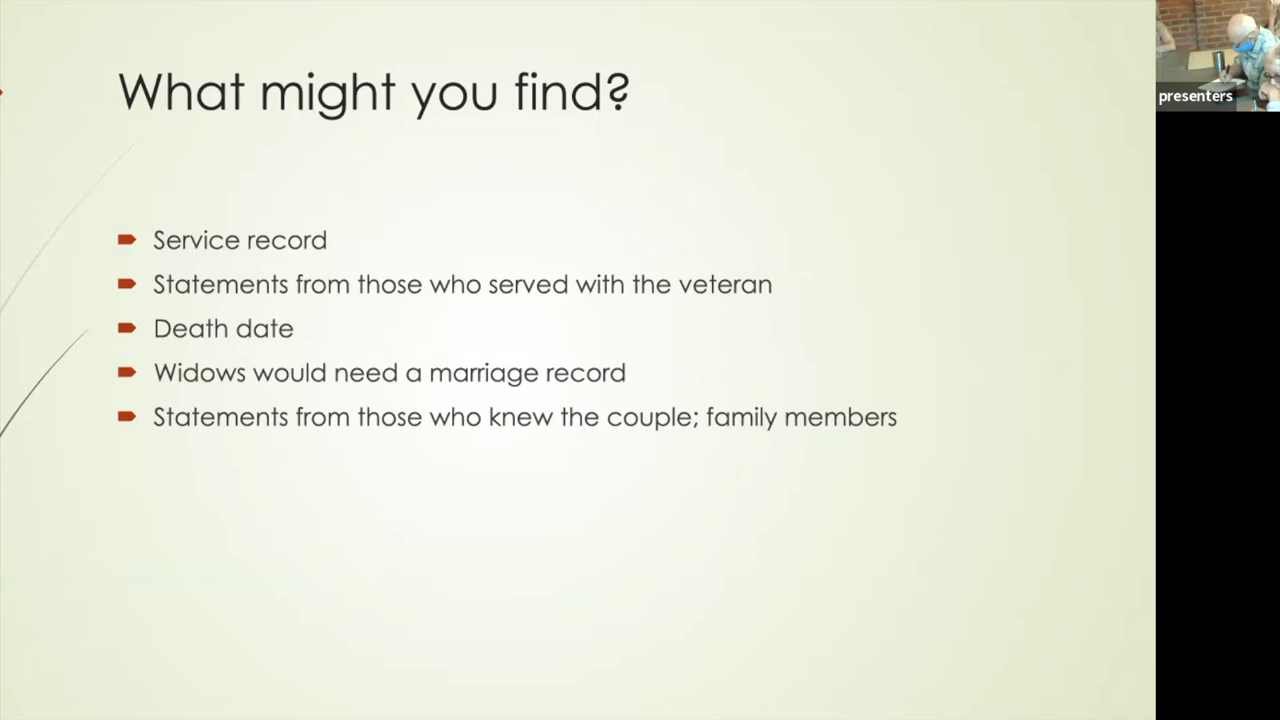 What might you find?
Service record
Statements from those who served with the veteran
Death date
Widows would need a marriage record
Statements from those who knew the couple; family members
presenters